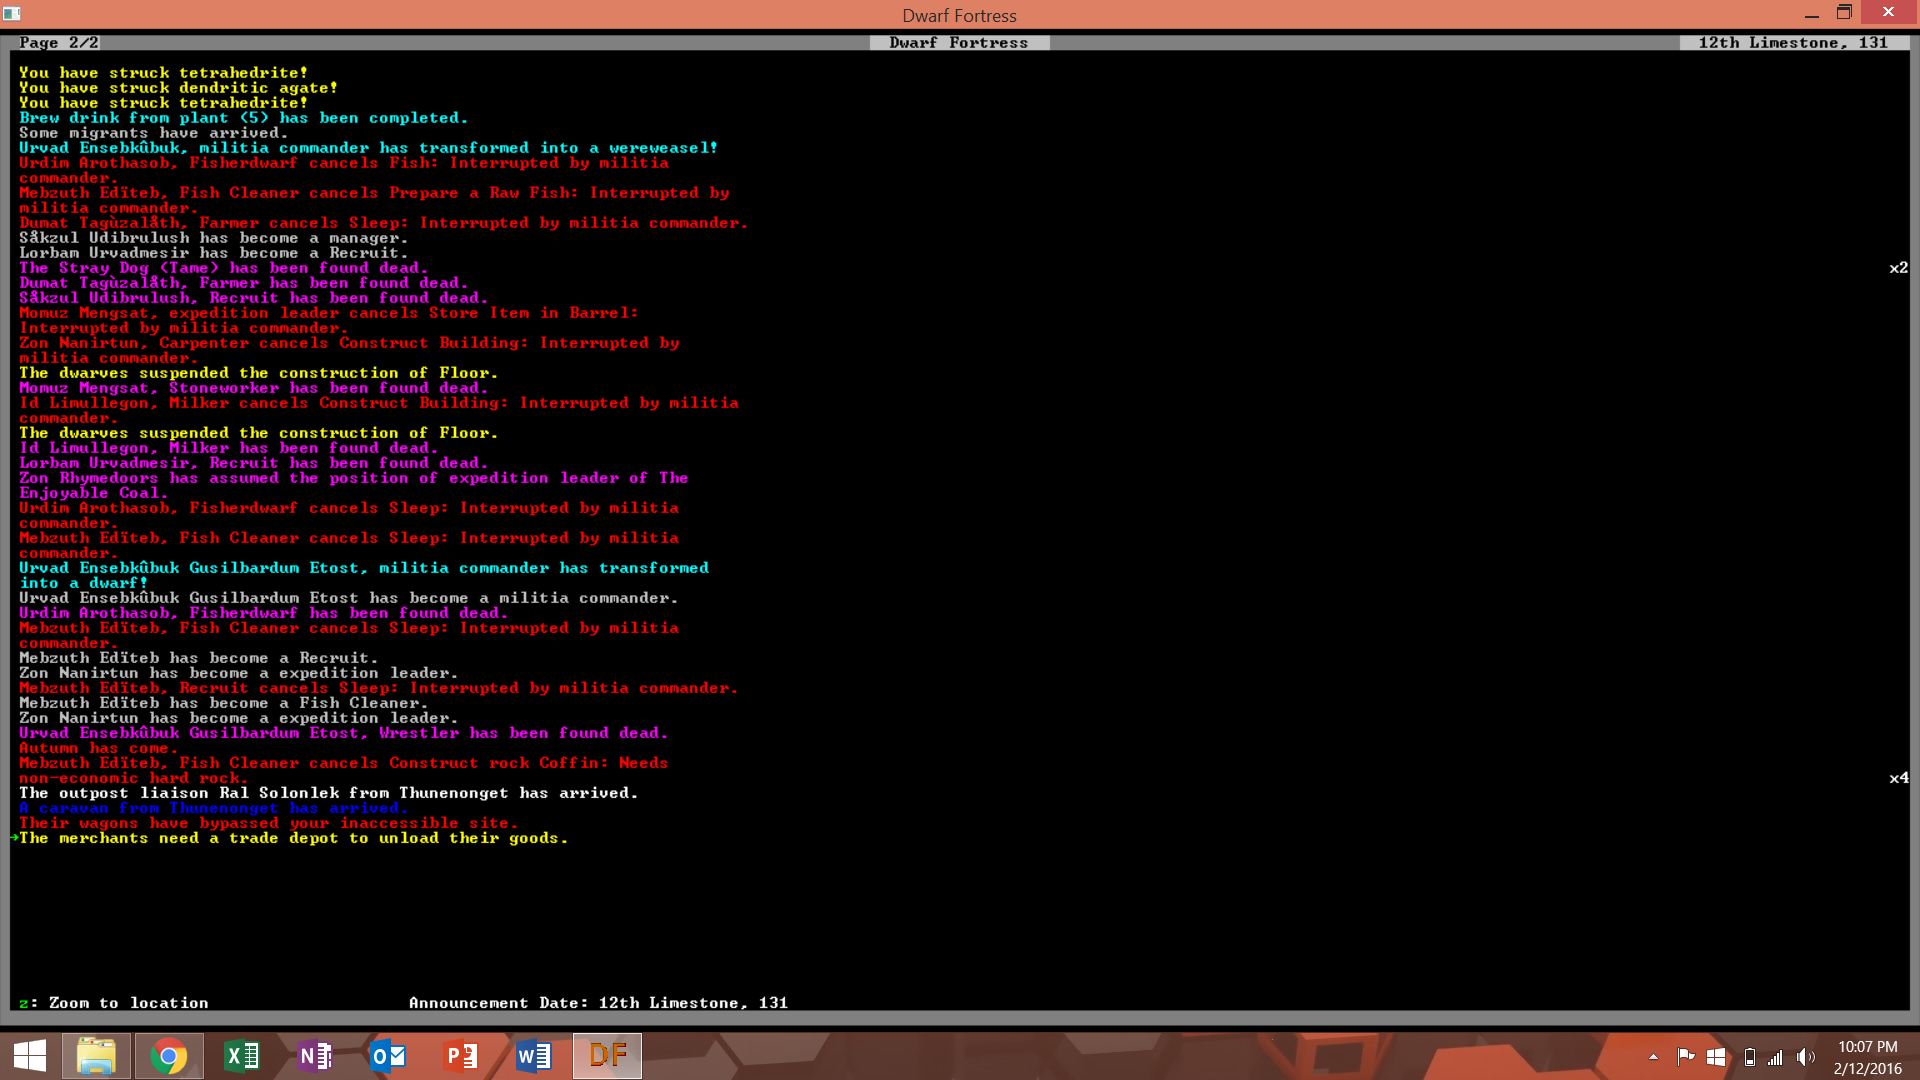 Dwarf Fortress
Page 2/2
Dwarf Fortress
12th Limestone, 131
You have struck tetrahedrite!
You have struck dendritic agate!
You have struck tetrahedrite!
Brew drink from plant (5) has been completed.
Some migrants have arrived.
Urvad Ensebkûbuk, militia commander has transformed into a wereweasel!
Urdim Arothasob, Fisherdwarf cancels Fish: Interrupted by militia
commander.
Mebzuth Edïteb, Fish Cleaner cancels Prepare a Raw Fish: Interrupted by
militia commander.
Dumat Tagùzalåth, Farmer cancels Sleep: Interrupted by militia commander.
Såkzul Udibrulush has become a manager.
Lorbam Urvadmesir has become a Recruit.
The Stray Dog (Tame) has been found dead. x2
Dumat Tagùzalåth, Farmer has been found dead.
Såkzul Udibrulush, Recruit has been found dead.
Momuz Mengsat, expedition leader cancels Store Item in Barrel:
Interrupted by militia commander.
Zon Nanirtun, Carpenter cancels Construct Building: Interrupted by
militia commander.
The dwarves suspended the construction of Floor.
Momuz Mengsat, Stoneworker has been found dead.
Id Limullegon, Milker cancels Construct Building: Interrupted by militia
commander.
The dwarves suspended the construction of Floor.
Id Limullegon, Milker has been found dead.
Lorbam Urvadmesir, Recruit has been found dead.
Zon Rhymedoors has assumed the position of expedition leader of The
Enjoyable Coal.
Urdim Arothasob, Fisherdwarf cancels Sleep: Interrupted by militia
commander.
Mebzuth Edïteb, Fish Cleaner cancels Sleep: Interrupted by militia
commander.
Urvad Ensebkûbuk Gusilbardum Etost, militia commander has transformed
into a dwarf!
Urvad Ensebkûbuk Gusilbardum Etost has become a militia commander.
Urdim Arothasob, Fisherdwarf has been found dead.
Mebzuth Edïteb, Fish Cleaner cancels Sleep: Interrupted by militia
commander.
Mebzuth Edïteb has become a Recruit.
Zon Nanirtun has become a expedition leader.
Mebzuth Edïteb, Recruit cancels Sleep: Interrupted by militia commander.
Mebzuth Edïteb has become a Fish Cleaner.
Zon Nanirtun has become a expedition leader.
Urvad Ensebkûbuk Gusilbardum Etost, Wrestler has been found dead.
Autumn has come.
Mebzuth Edïteb, Fish Cleaner cancels Construct rock Coffin: Needs
non-economic hard rock. x4
The outpost liaison Ral Solonlek from Thunenonget has arrived.
A caravan from Thunenonget has arrived.
Their wagons have bypassed your inaccessible site.
→The merchants need a trade depot to unload their goods.
z: Zoom to location
Announcement Date: 12th Limestone, 131
DF
10:07 PM
2/12/2016